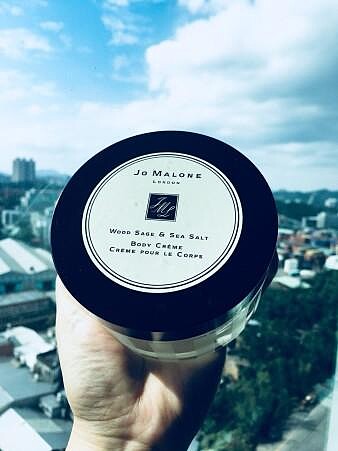 JO MALONE
LONDON
WOOD SAGE & SEA SALT
BODY CRÈME
CRÈME POUR LE CORPS